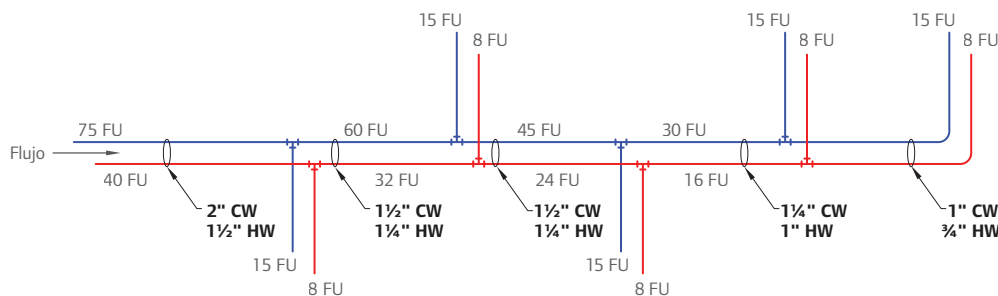 15 FU
8 FU
15 FU
8 FU
15 FU
8 FU
75 FU
60 FU
45 FU
30 FU
Flujo
40 FU
32 FU
24 FU
16 FU
2" CW
1½" HW
1½" CW
1¼" HW
1½" CW
1¼" HW
1¼" CW
1" HW
1" CW
¾" HW
15 FU
8 FU
15 FU
8 FU